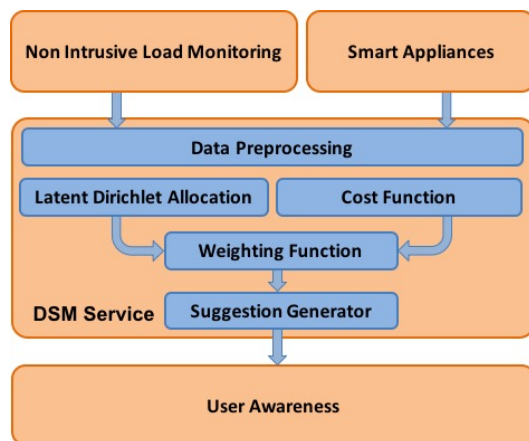 Non Intrusive Load Monitoring
Smart Appliances
Data Preprocessing
Latent Dirichlet Allocation
Cost Function
Weighting Function
Suggestion Generator
DSM Service
User Awareness